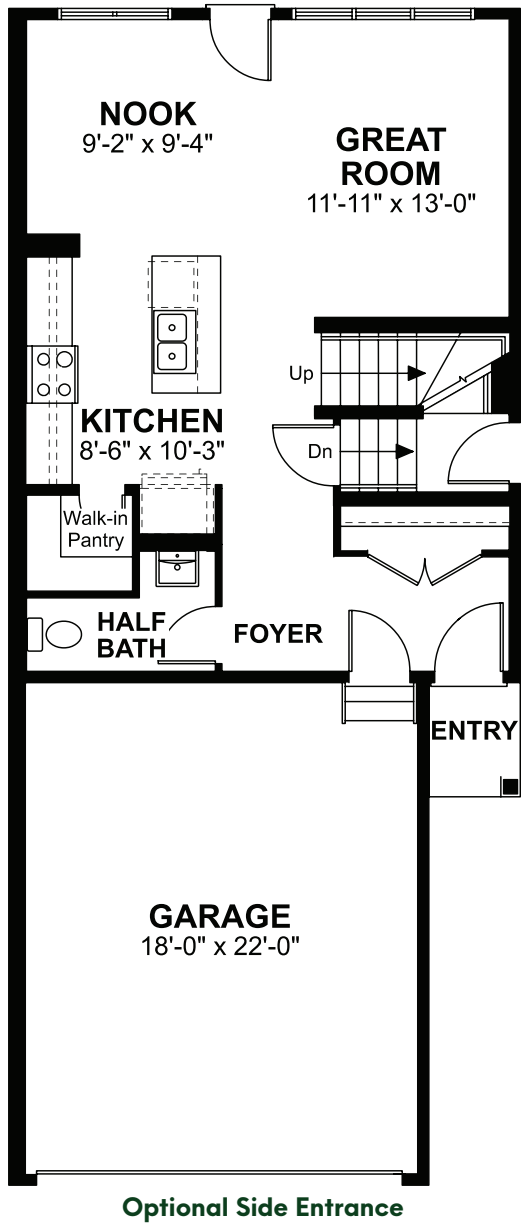 NOOK
9'-2" x 9'-4"
GREAT
ROOM
11'-11" x 13'-0"
Up
KITCHEN
8'-6" x 10'-3"
Dn
Walk-in
Pantry
HALF
BATH
FOYER
ENTRY
GARAGE
18'-0" x 22'-0"
Optional Side Entrance